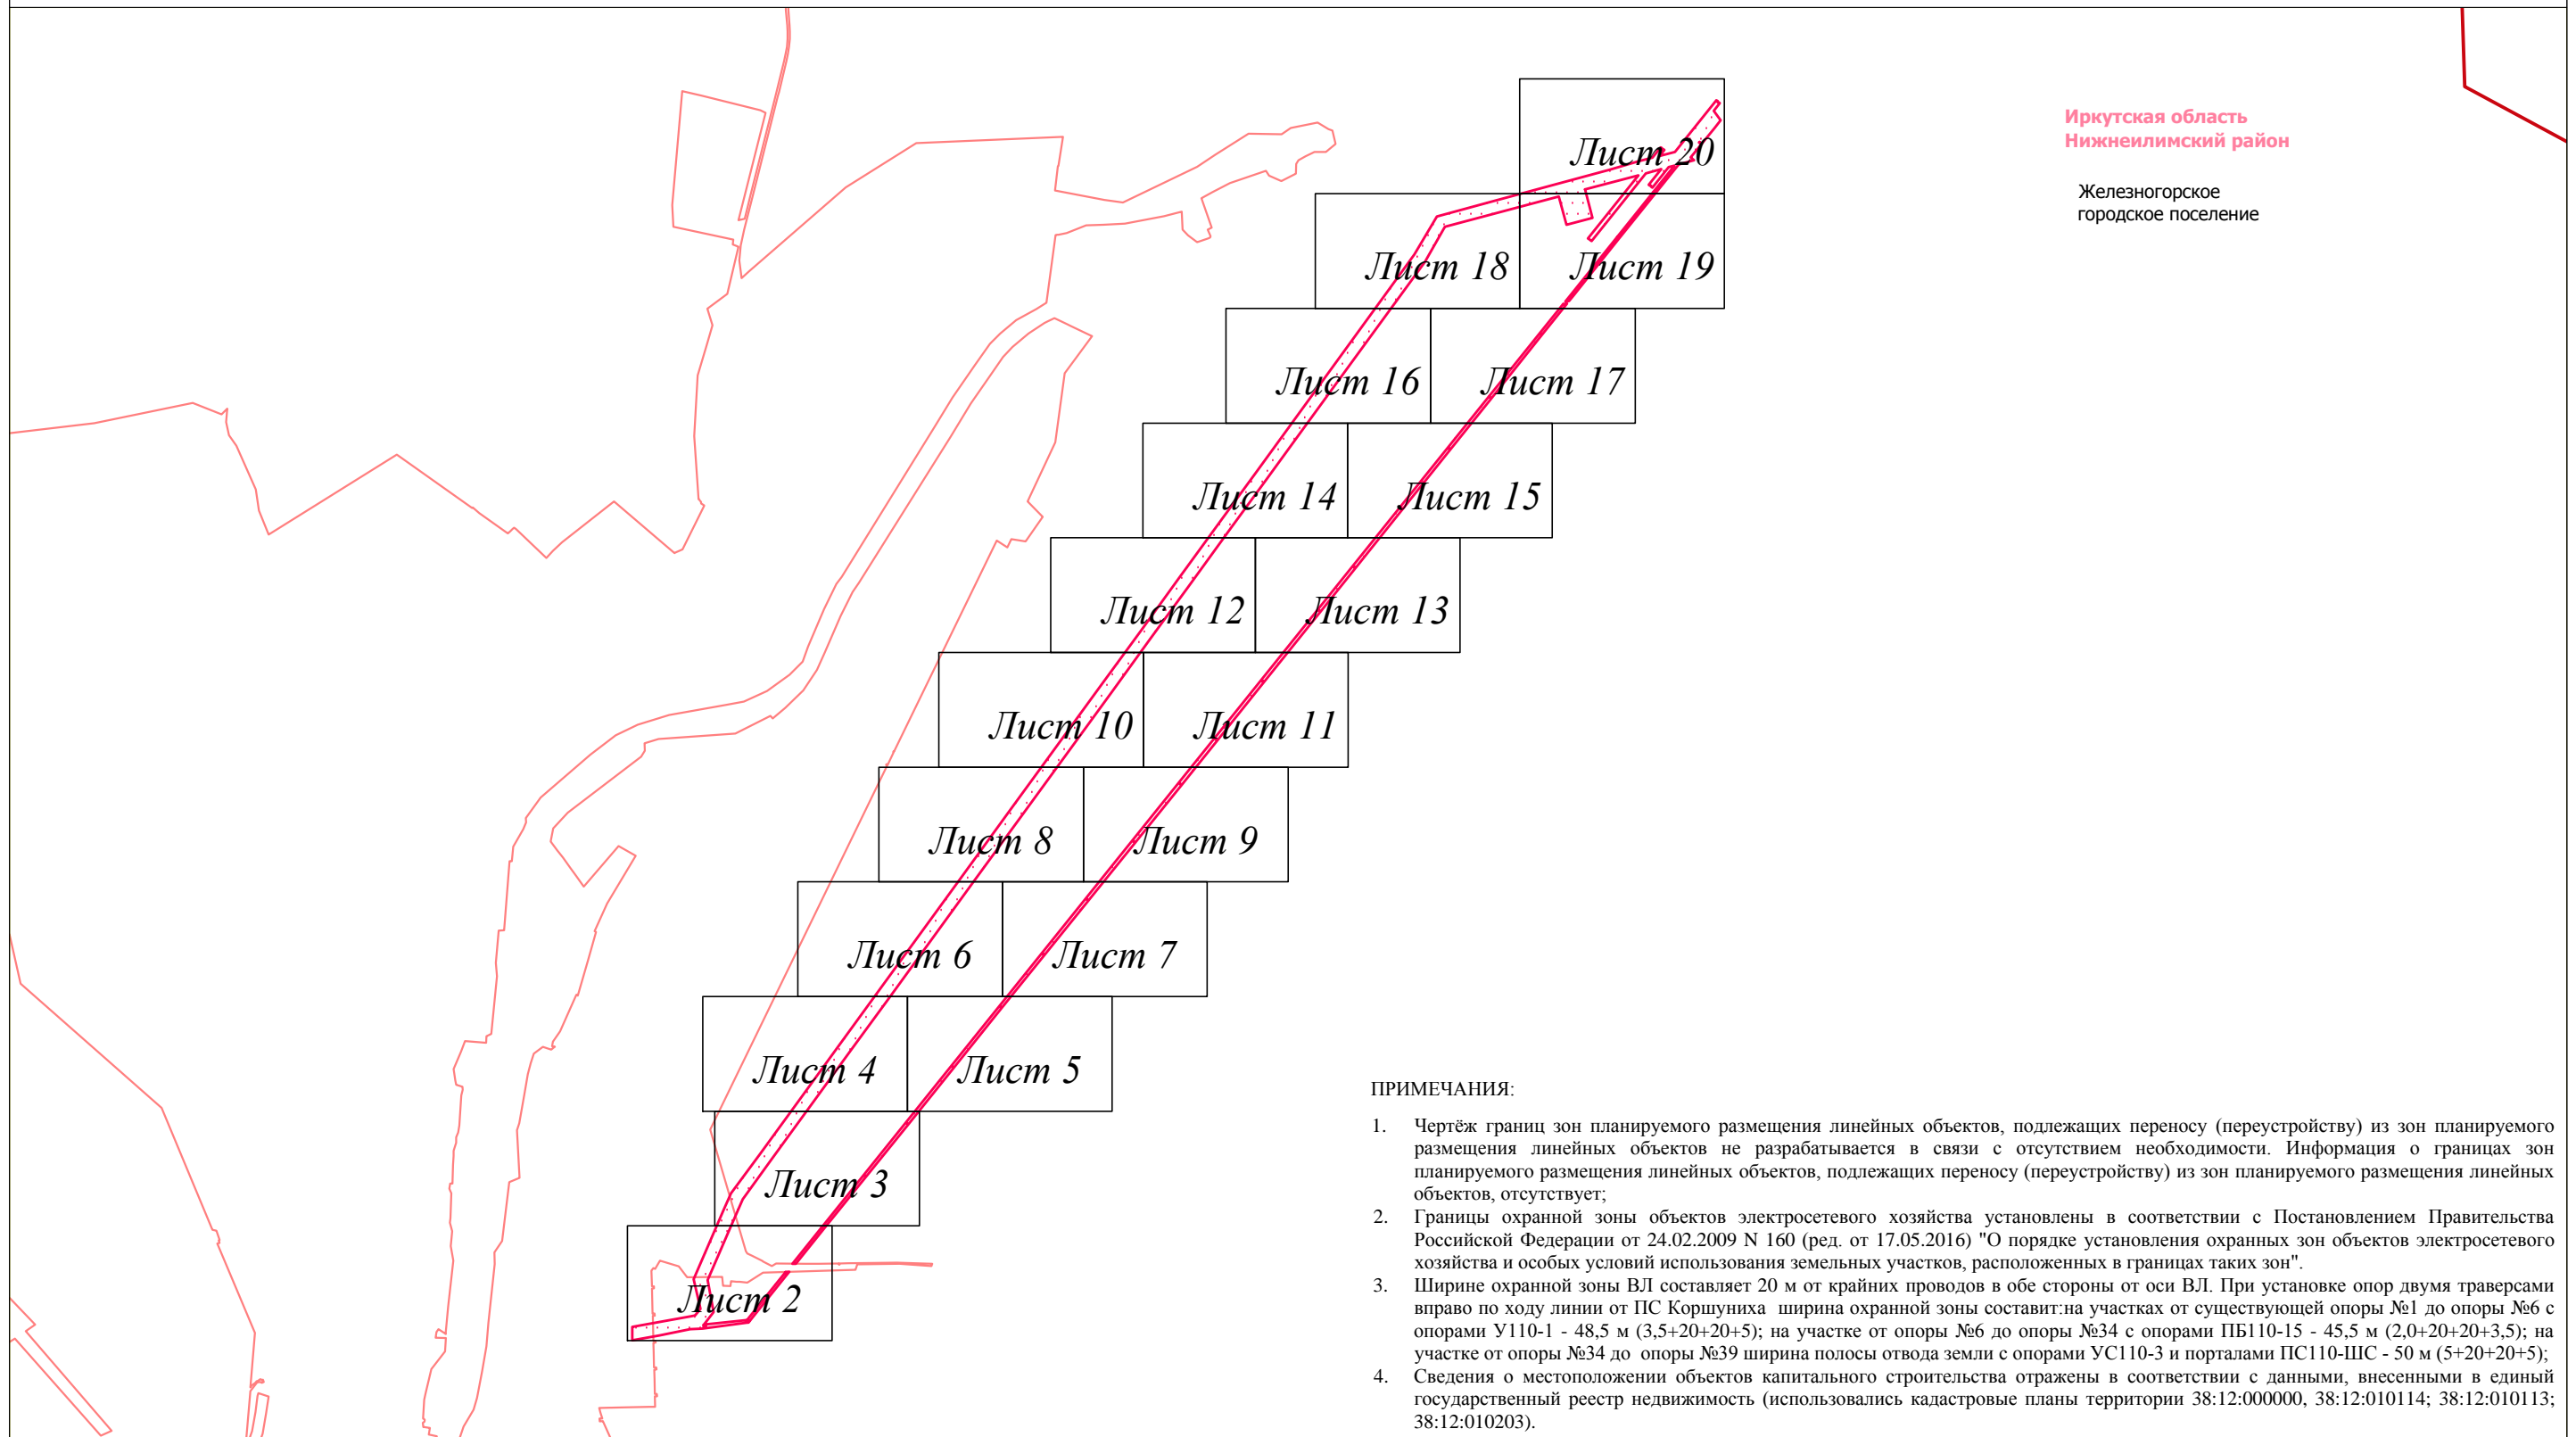 Иркутская область
Нижнеилимский район
Железногорское
городское поселение
Лист 20
Лист 18
Лист 19
Лист 16
Лист 17
Лист 14
Лист 15
Лист 12
Лист 13
Лист 10
Лист 11
Лист 8
Лист 9
Лист 6
Лист 7
Лист 4
Лист 5
Лист 3
Лист 2
ПРИМЕЧАНИЯ:
1. Чертёж границ зон планируемого размещения линейных объектов, подлежащих переносу (переустройству) из зон планируемого
размещения линейных объектов не разрабатывается в связи с отсутствием необходимости. Информация о границах зон
планируемого размещения линейных объектов, подлежащих переносу (переустройству) из зон планируемого размещения линейных
объектов, отсутствует;
2. Границы охранной зоны объектов электросетевого хозяйства установлены в соответствии с Постановлением Правительства
Российской Федерации от 24.02.2009 N 160 (ред. от 17.05.2016) "О порядке установления охранных зон объектов электросетевого
хозяйства и особых условий использования земельных участков, расположенных в границах таких зон".
3. Ширине охранной зоны ВЛ составляет 20 м от крайних проводов в обе стороны от оси ВЛ. При установке опор двумя траверсами
вправо по ходу линии от ПС Коршуниха ширина охранной зоны составит:на участках от существующей опоры №1 до опоры №6 с
опорами У110-1 - 48,5 м (3,5+20+20+5); на участке от опоры №6 до опоры №34 с опорами ПБ110-15 - 45,5 м (2,0+20+20+3,5); на
участке от опоры №34 до опоры №39 ширина полосы отвода земли с опорами УС110-3 и порталами ПС110-ШС - 50 м (5+20+20+5);
4. Сведения о местоположении объектов капитального строительства отражены в соответствии с данными, внесенными в единый
государственный реестр недвижимость (использовались кадастровые планы территории 38:12:000000, 38:12:010114; 38:12:010113;
38:12:010203).